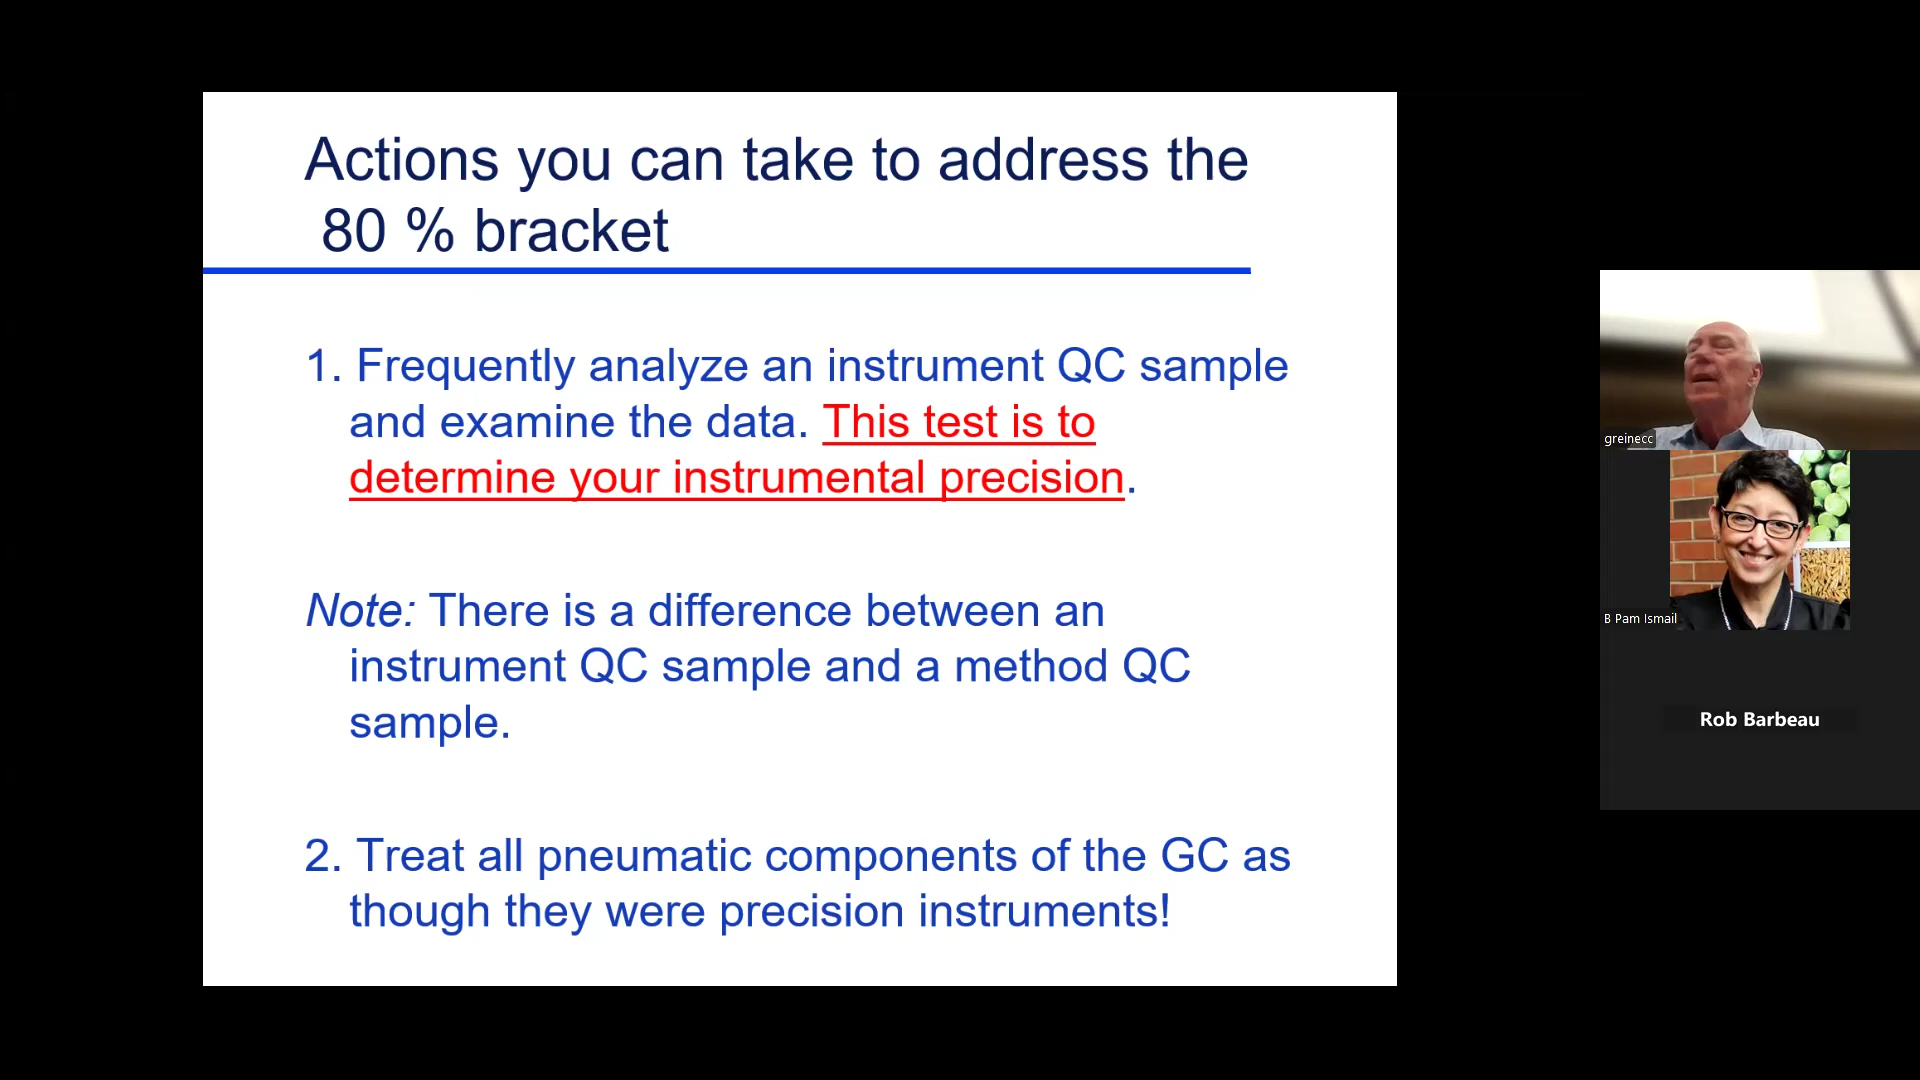 Actions you can take to address the
80 % bracket
1. Frequently analyze an instrument QC sample
and examine the data. This test is to
determine your instrumental precision.
Note: There is a difference between an
instrument QC sample and a method QC
sample.
2. Treat all pneumatic components of the GC as
though they were precision instruments!
greinecc
B Pam Ismail
Rob Barbeau